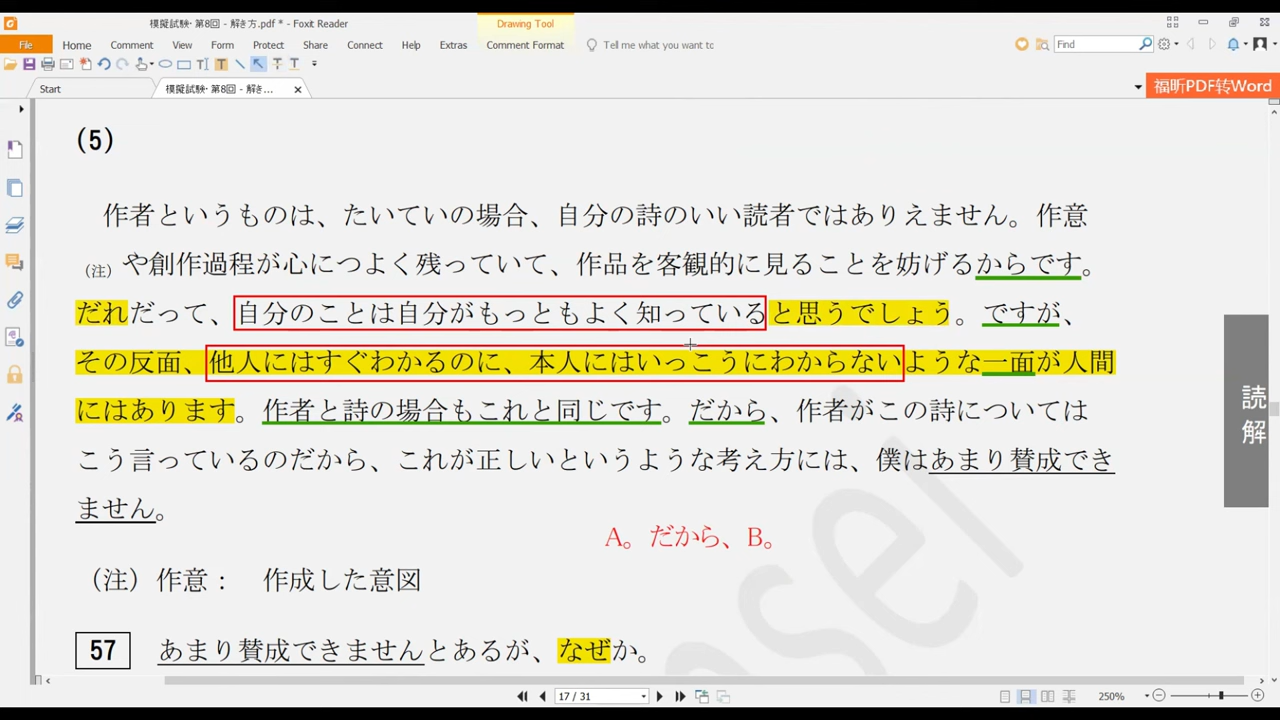 模擬試験·第8回 - 解き方.pdf * - Foxit Reader
Drawing Tool
File Home Comment View Form Protect Share Connect Help Extras Comment Format Tell me what you want tc Find
Start 模擬試験·第8回 - 解き... 福昕PDF转Word
(5)
作者というものは、たいていの場合、自分の詩のいい読者ではありえません。作意
(注)や創作過程が心につよく残っていて、作品を客観的に見ることを妨げるからです。
だれだって、自分のことは自分がもっともよく知っていると思うでしょう。ですが、
その反面、他人にはすぐわかるのに、本人にはいっこうにわからないような一面が人間
にはあります。作者と詩の場合もこれと同じです。だから、作者がこの詩については
こう言っているのだから、これが正しいというような考え方には、僕はあまり賛成でき
ません。
A。だから、B。
(注)作意： 作成した意図
57 あまり賛成できませんとあるが、なぜか。
読解
17 / 31 250%